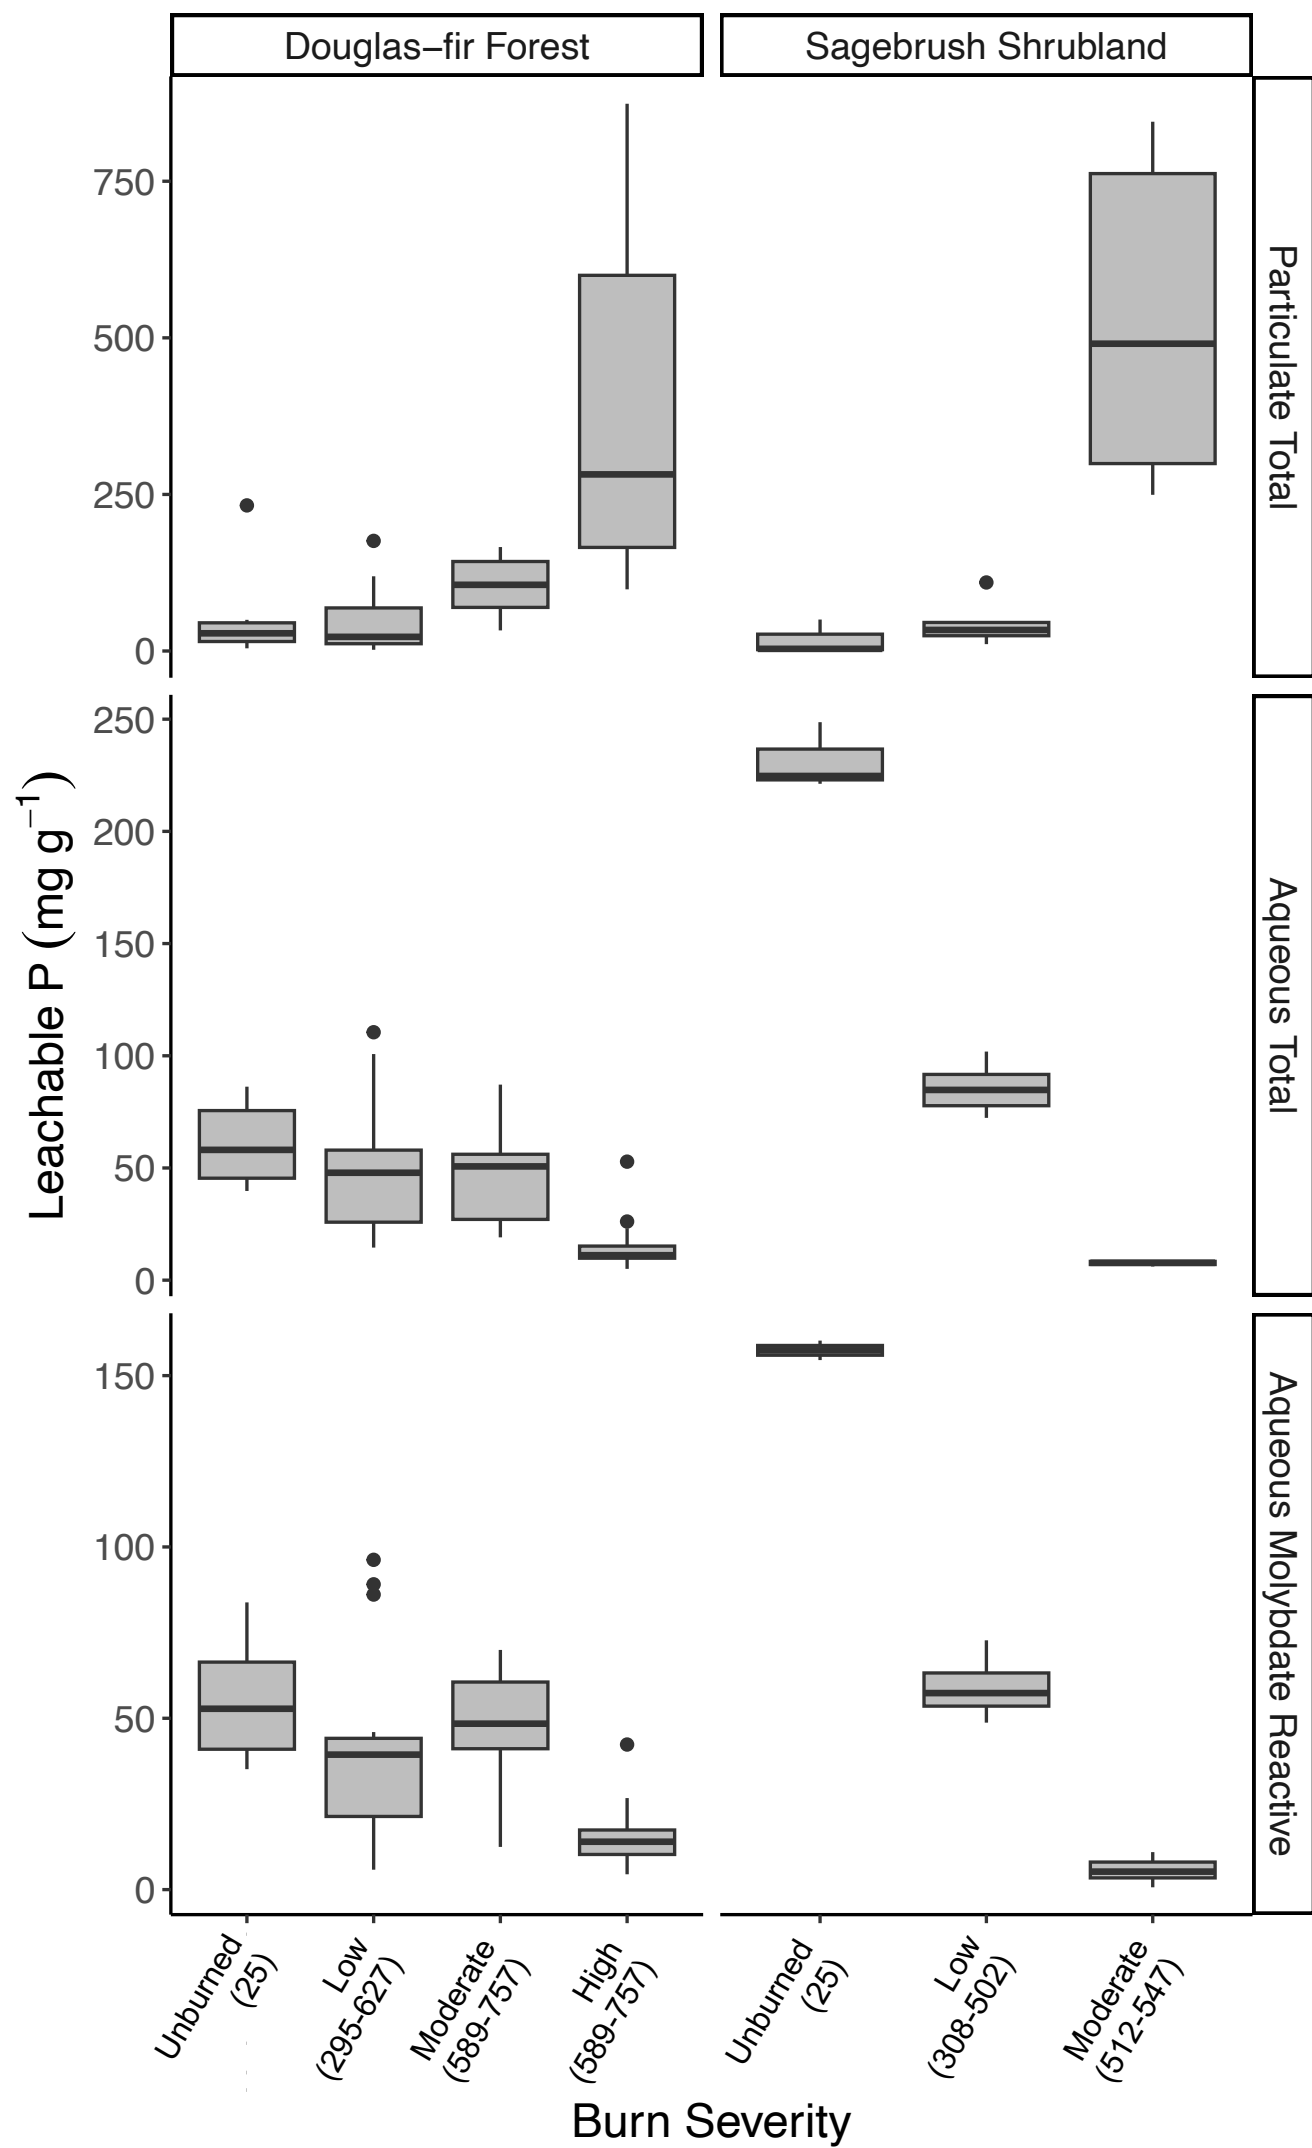 Douglas–fir Forest
Sagebrush Shrubland
750
500
250
0
Particulate Total
250
200
150
100
50
0
Aqueous Total
150
100
50
0
Aqueous Molybdate Reactive
Leachable P (mg g⁻¹)
Unburned
(25)
Low
(295-627)
Moderate
(589-757)
High
(589-757)
Unburned
(25)
Low
(308-502)
Moderate
(512-547)
Burn Severity